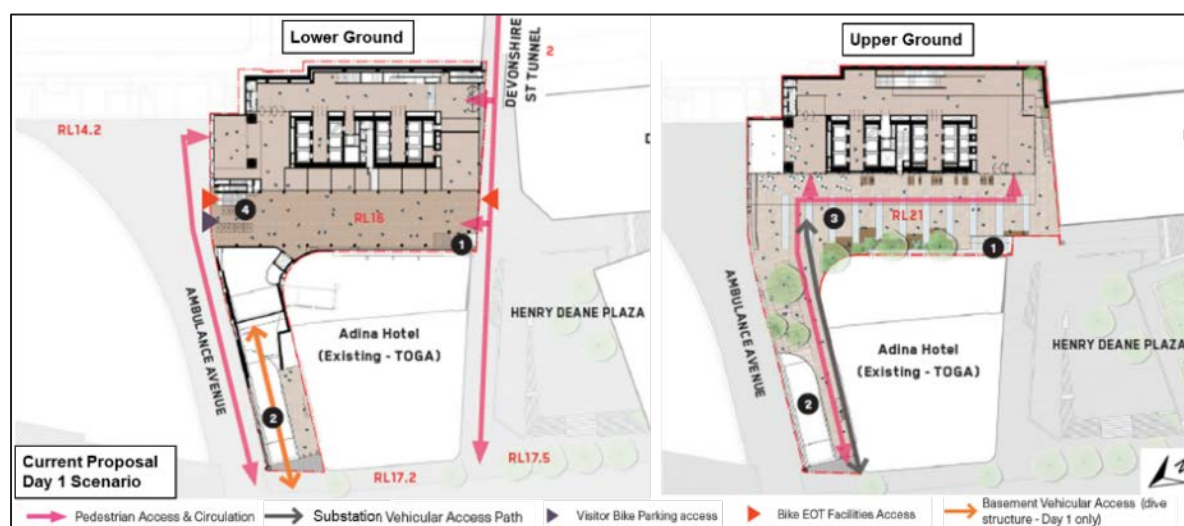 Lower Ground
Upper Ground
DEVONSHIRE
ST TUNNEL
2
RL14.2
4
RL16
3
RL21
1
1
AMBULANCE AVENUE
AMBULANCE AVENUE
HENRY DEANE PLAZA
HENRY DEANE PLAZA
Adina Hotel
(Existing - TOGA)
Adina Hotel
(Existing - TOGA)
2
2
Current Proposal
Day 1 Scenario
RL17.2
RL17.5
Pedestrian Access & Circulation
Substation Vehicular Access Path
Visitor Bike Parking access
Bike EOT Facilities Access
Basement Vehicular Access (dive
structure - Day 1 only)